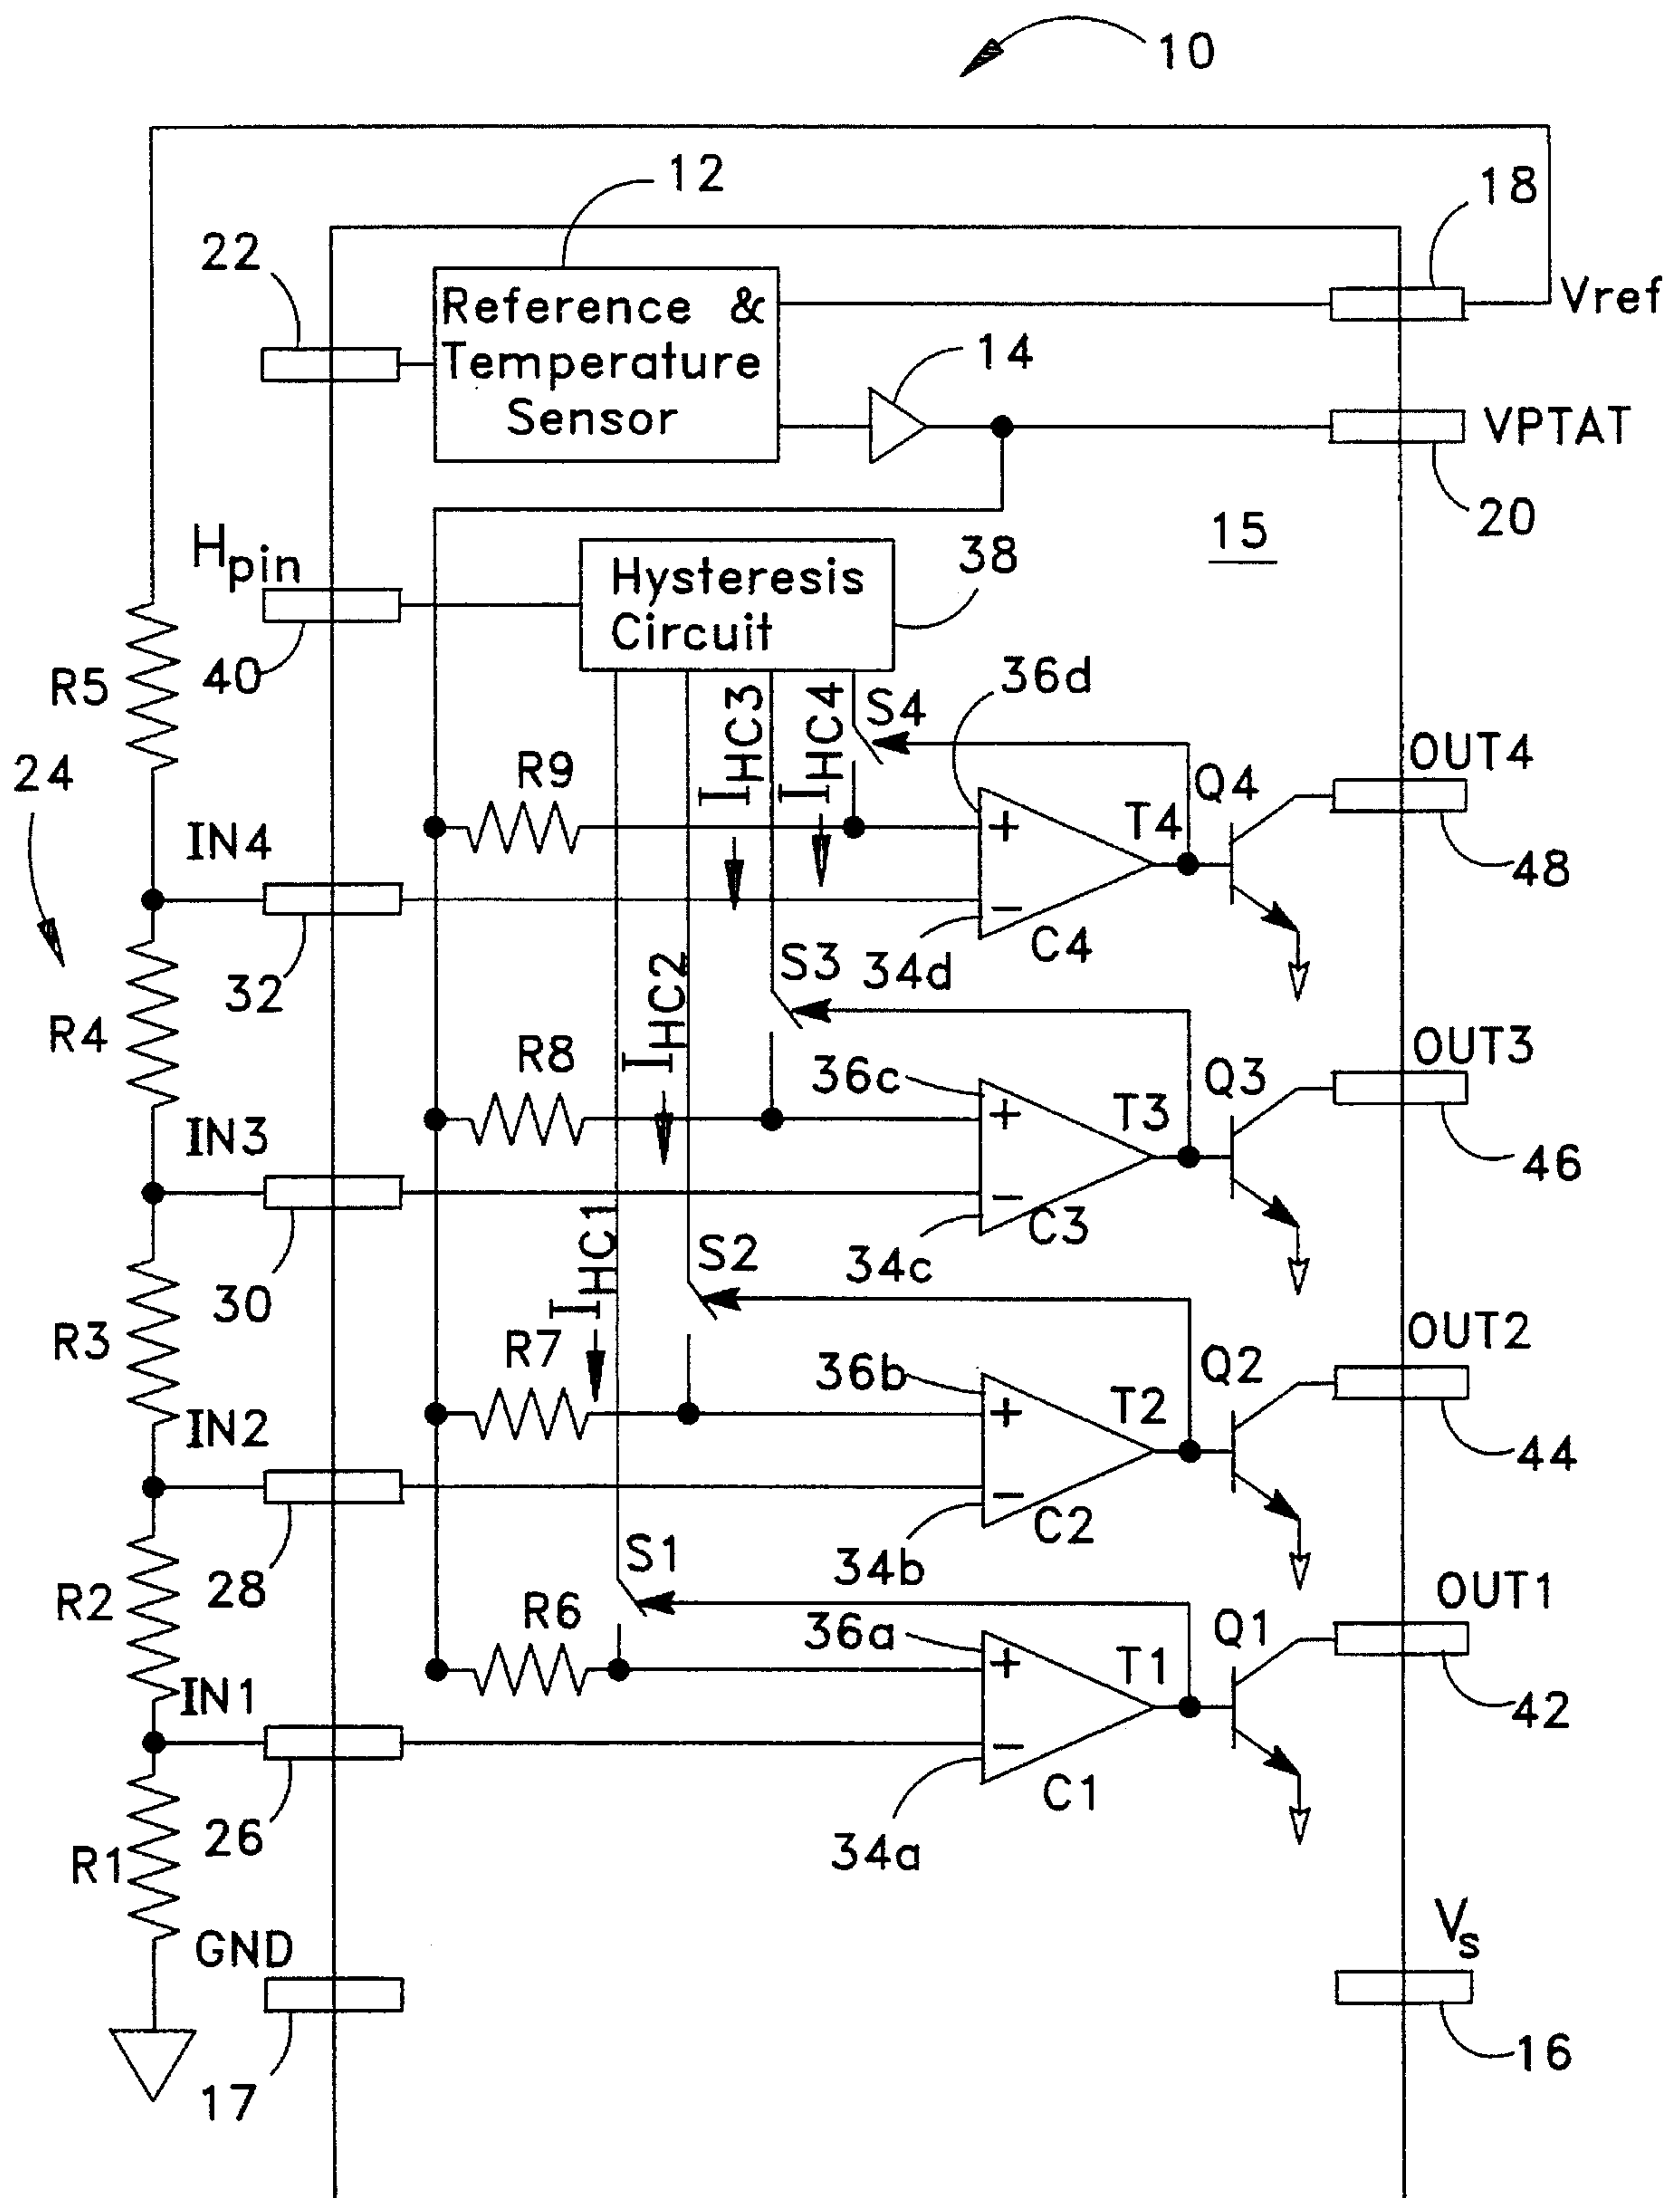 10
12
18
22
Reference &
Temperature
Sensor
Vref
14
VPTAT
20
15
Hpin
Hysteresis
Circuit
38
40
R5
36d
IHC3
IHC4
S4
OUT4
24
R9
Q4
IN4
+
T4
48
−
C4
32
34d
S3
IHC2
R4
R8
OUT3
36c
Q3
IN3
+
T3
46
−
C3
30
34c
S2
IHC1
R3
R7
OUT2
36b
Q2
IN2
+
T2
44
−
C2
28
34b
S1
R2
R6
OUT1
36a
Q1
IN1
+
T1
42
−
C1
26
34a
R1
GND
Vs
17
16